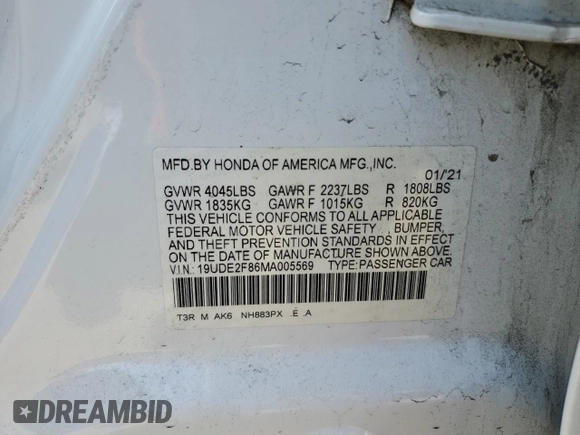 MFD.BY HONDA OF AMERICA MFG.,INC.
01/'21
GVWR 4045LBS GAWR F 2237LBS R 1808LBS
GVWR 1835KG GAWR F 1015KG R 820KG
THIS VEHICLE CONFORMS TO ALL APPLICABLE
FEDERAL MOTOR VEHICLE SAFETY , BUMPER,
AND THEFT PREVENTION STANDARDS IN EFFECT
ON THE DATE OF MANUFACTURE SHOWN ABOVE.
V.I.N.: 19UDE2F86MA005569 TYPE:PASSENGER CAR
T3R M AK6 NH883PX .E .A
DREAMBID